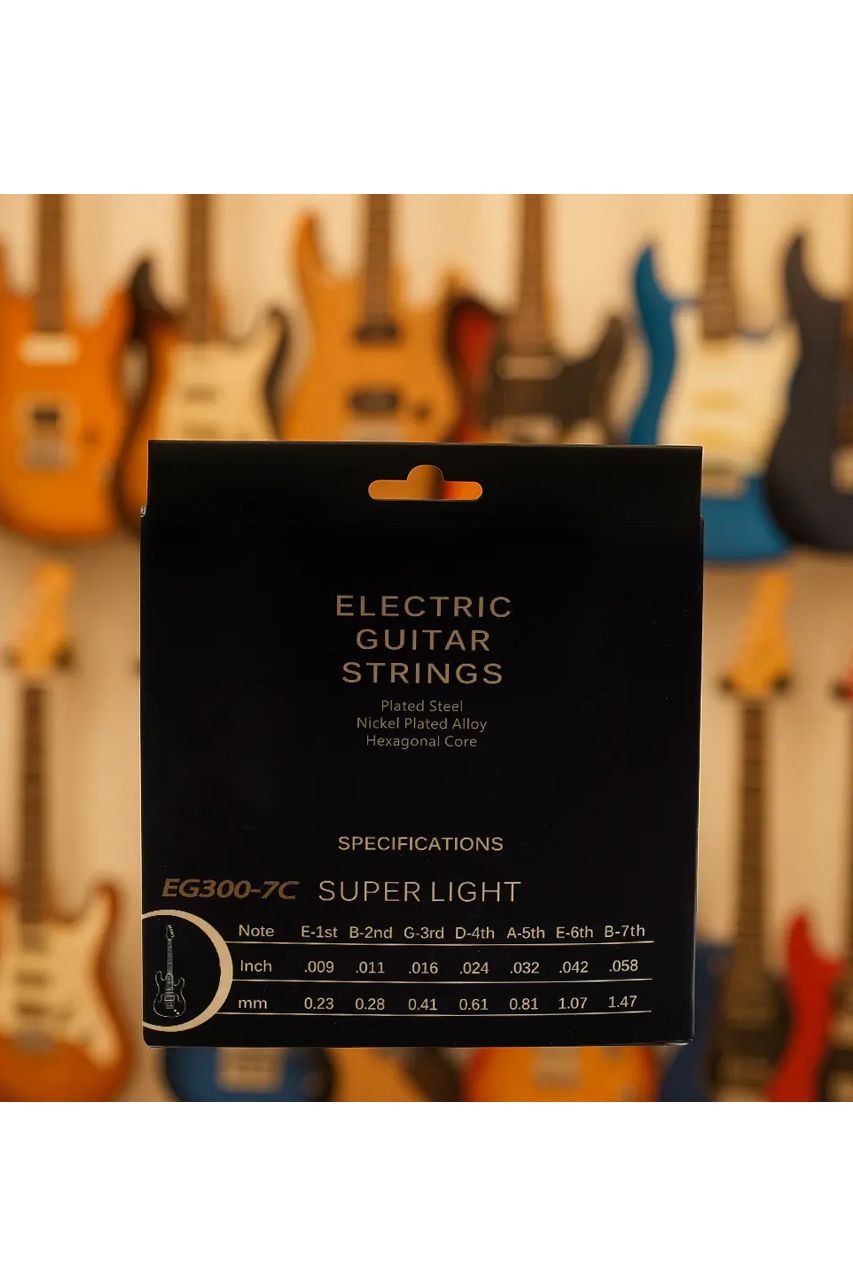 ELECTRIC
GUITAR
STRINGS
Plated Steel
Nickel Plated Alloy
Hexagonal Core
SPECIFICATIONS
EG300-7C SUPER LIGHT
Note E-1st B-2nd G-3rd D-4th A-5th E-6th B-7th
Inch .009 .011 .016 .024 .032 .042 .058
mm 0.23 0.28 0.41 0.61 0.81 1.07 1.47